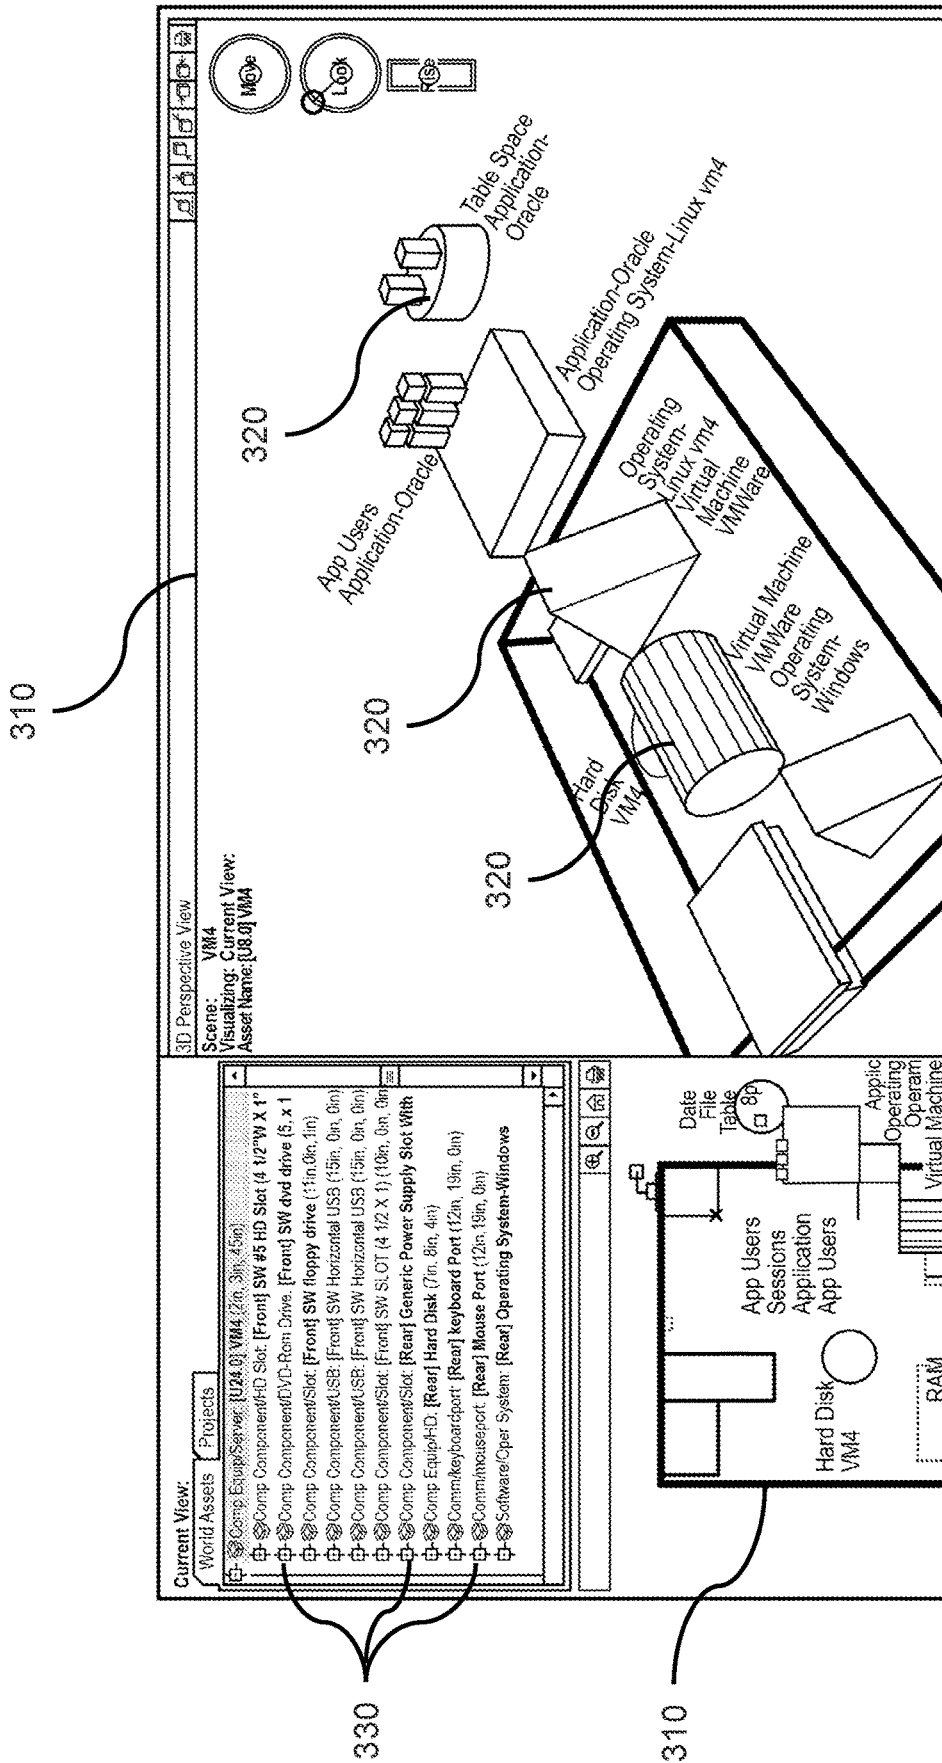 310
330
310
320
320
320
Current View:
World Assets
Projects
Comp Equip/Server: [U24.0] VM4 (2in, 3in, 45in)
Comp Component/HD Slot: [Front] SW #5 HD Slot (4 1/2"W X 1"
Comp Component/DVD-Rom Drive: [Front] SW dvd drive (5. x 1
Comp Component/Slot: [Front] SW floppy drive (11in, 0in, 1in)
Comp Component/USB: [Front] SW Horizontal USB (15in, 0in, 0in)
Comp Component/USB: [Front] SW Horizontal USB (15in, 0in, 0in)
Comp Component/Slot: [Front] SW SLOT (4 1/2 X 1) (10in, 0in, 0in
Comp Component/Slot: [Rear] Generic Power Supply Slot With
Comp Equip/HD: [Rear] Hard Disk (7in, 8in, 4in)
Comm/keyboardport: [Rear] keyboard Port (12in, 19in, 0in)
Comm/mouseport: [Rear] Mouse Port (12in, 19in, 0in)
Software/Oper System: [Rear] Operating System-Windows
3D Perspective View
Scene: VM4
Visualizing: Current View:
Asset Name: [U8.0] VM4
Move
Look
Rise
Table Space
Application-
Oracle
App Users
Application-Oracle
Application-Oracle
Operating System-Linux vm4
Operating
System-
Linux vm4
Virtual
Machine
VMWare
Virtual Machine
VMWare
Operating
System-
Windows
Hard
Disk
VM4
Date
File
Table
8p
Applic
Operating
Operam
Virtual Machine
App Users
Sessions
Application
App Users
Hard Disk
VM4
RAM